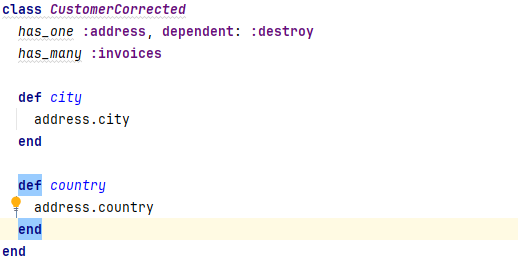 class CustomerCorrected
  has_one :address, dependent: :destroy
  has_many :invoices
  def city
    address.city
  end
  def country
    address.country
  end
end